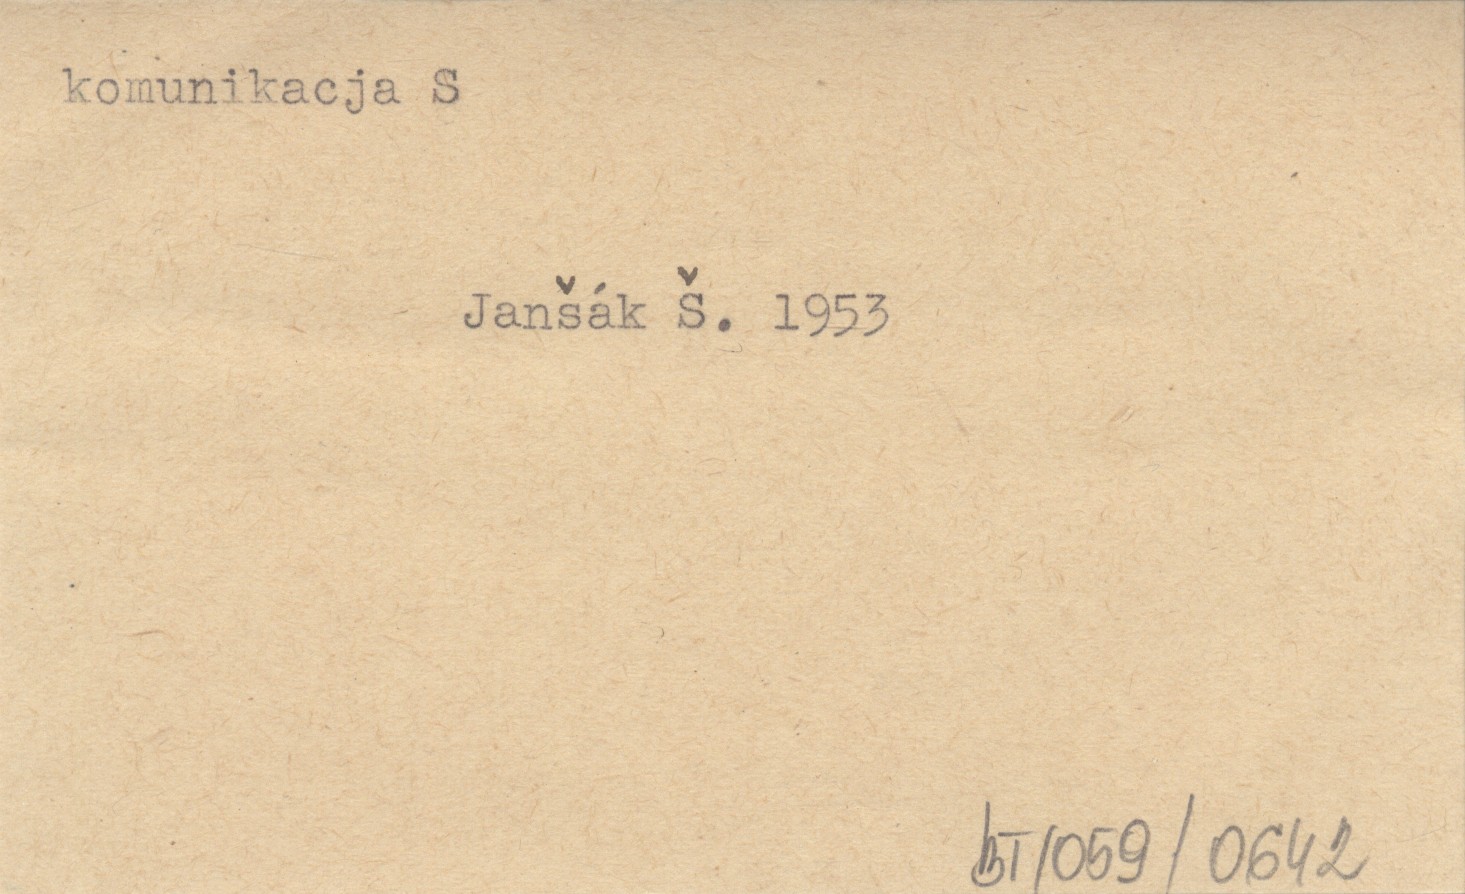 komunikacja S
Janšák Š. 1953
BT/059/0642